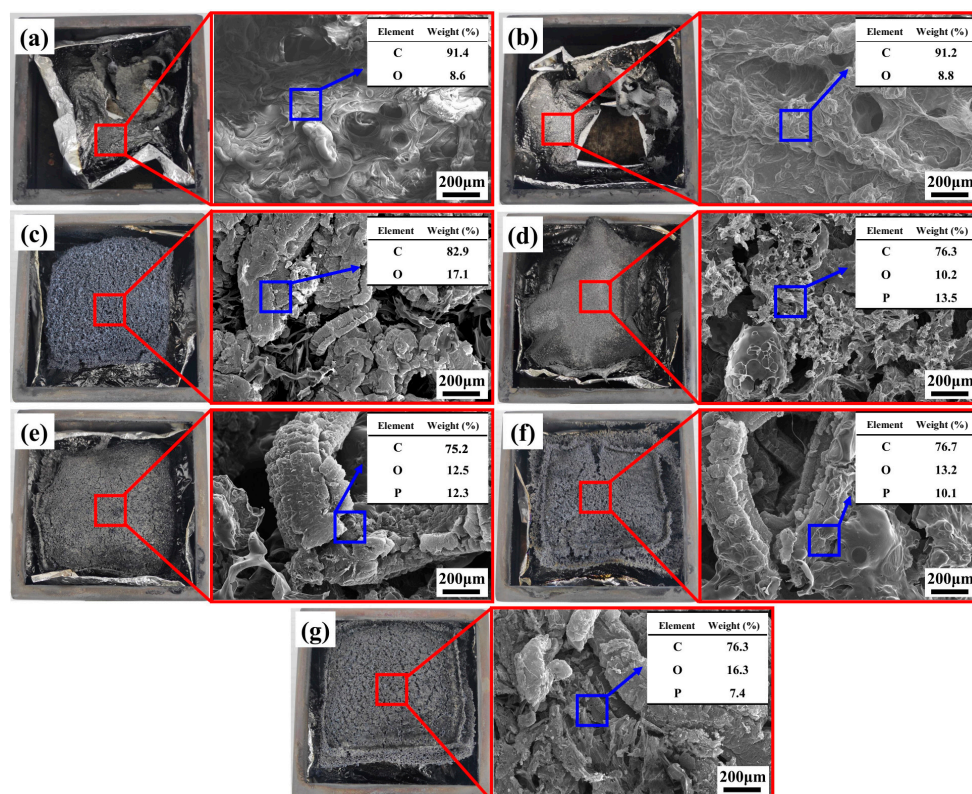 (a)
Element Weight (%)
C 91.4
O 8.6
200μm
(b)
Element Weight (%)
C 91.2
O 8.8
200μm
(c)
Element Weight (%)
C 82.9
O 17.1
200μm
(d)
Element Weight (%)
C 76.3
O 10.2
P 13.5
200μm
(e)
Element Weight (%)
C 75.2
O 12.5
P 12.3
200μm
(f)
Element Weight (%)
C 76.7
O 13.2
P 10.1
200μm
(g)
Element Weight (%)
C 76.3
O 16.3
P 7.4
200μm